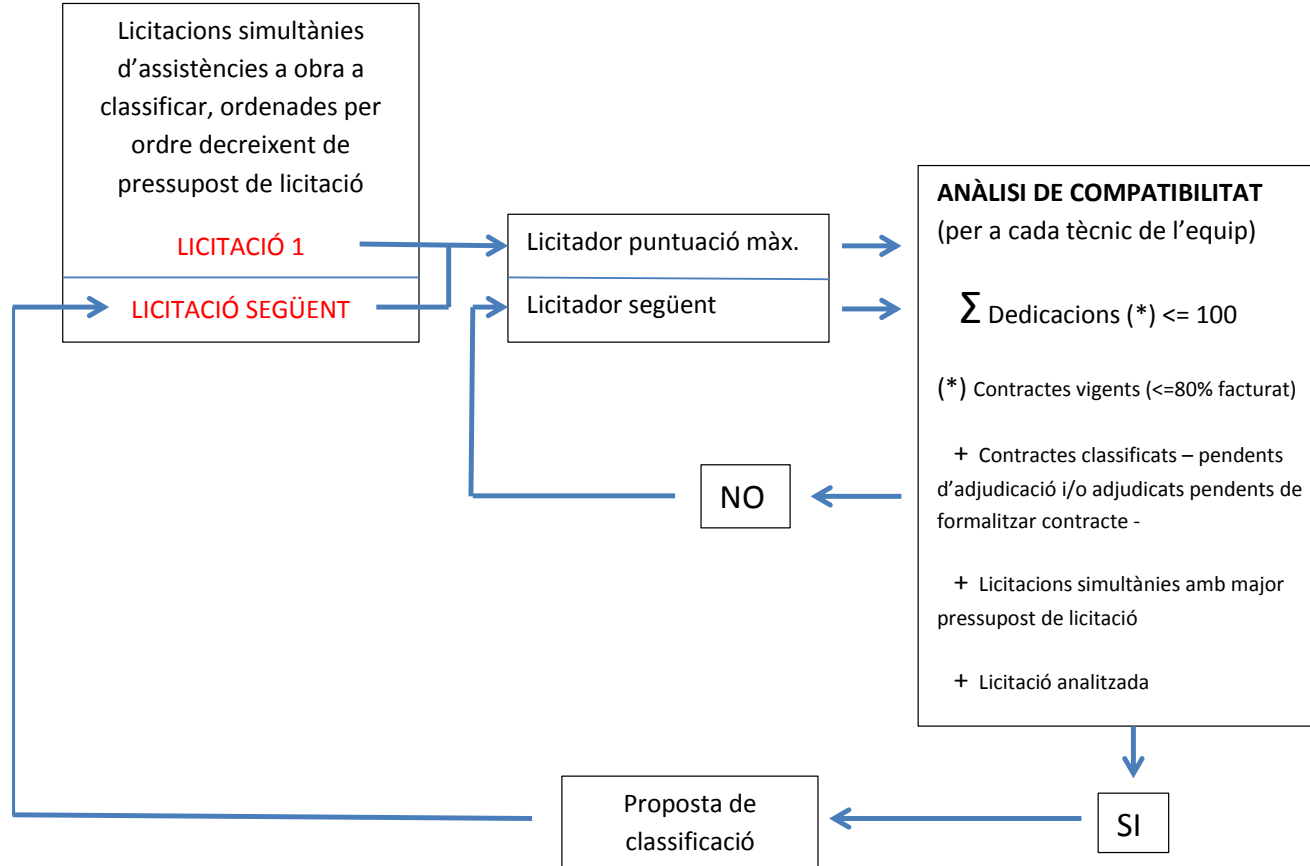 Licitacions simultànies
d’assistències a obra a
classificar, ordenades per
ordre decreixent de
pressupost de licitació
LICITACIÓ 1
LICITACIÓ SEGÜENT
Licitador puntuació màx.
Licitador següent
ANÀLISI DE COMPATIBILITAT
(per a cada tècnic de l’equip)
Σ Dedicacions (*) <= 100
(*) Contractes vigents (<=80% facturat)
+ Contractes classificats – pendents
d’adjudicació i/o adjudicats pendents de
formalitzar contracte -
+ Licitacions simultànies amb major
pressupost de licitació
+ Licitació analitzada
NO
SI
Proposta de
classificació